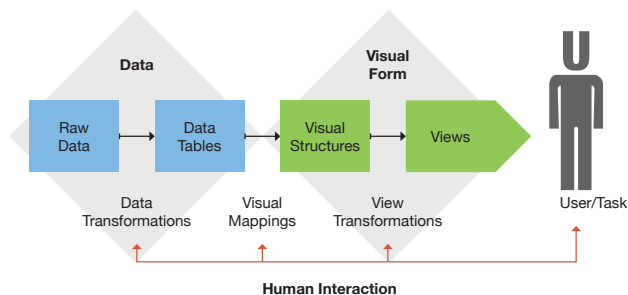 Data
Visual
Form
Raw
Data
Data
Tables
Visual
Structures
Views
Data
Transformations
Visual
Mappings
View
Transformations
User/Task
Human Interaction